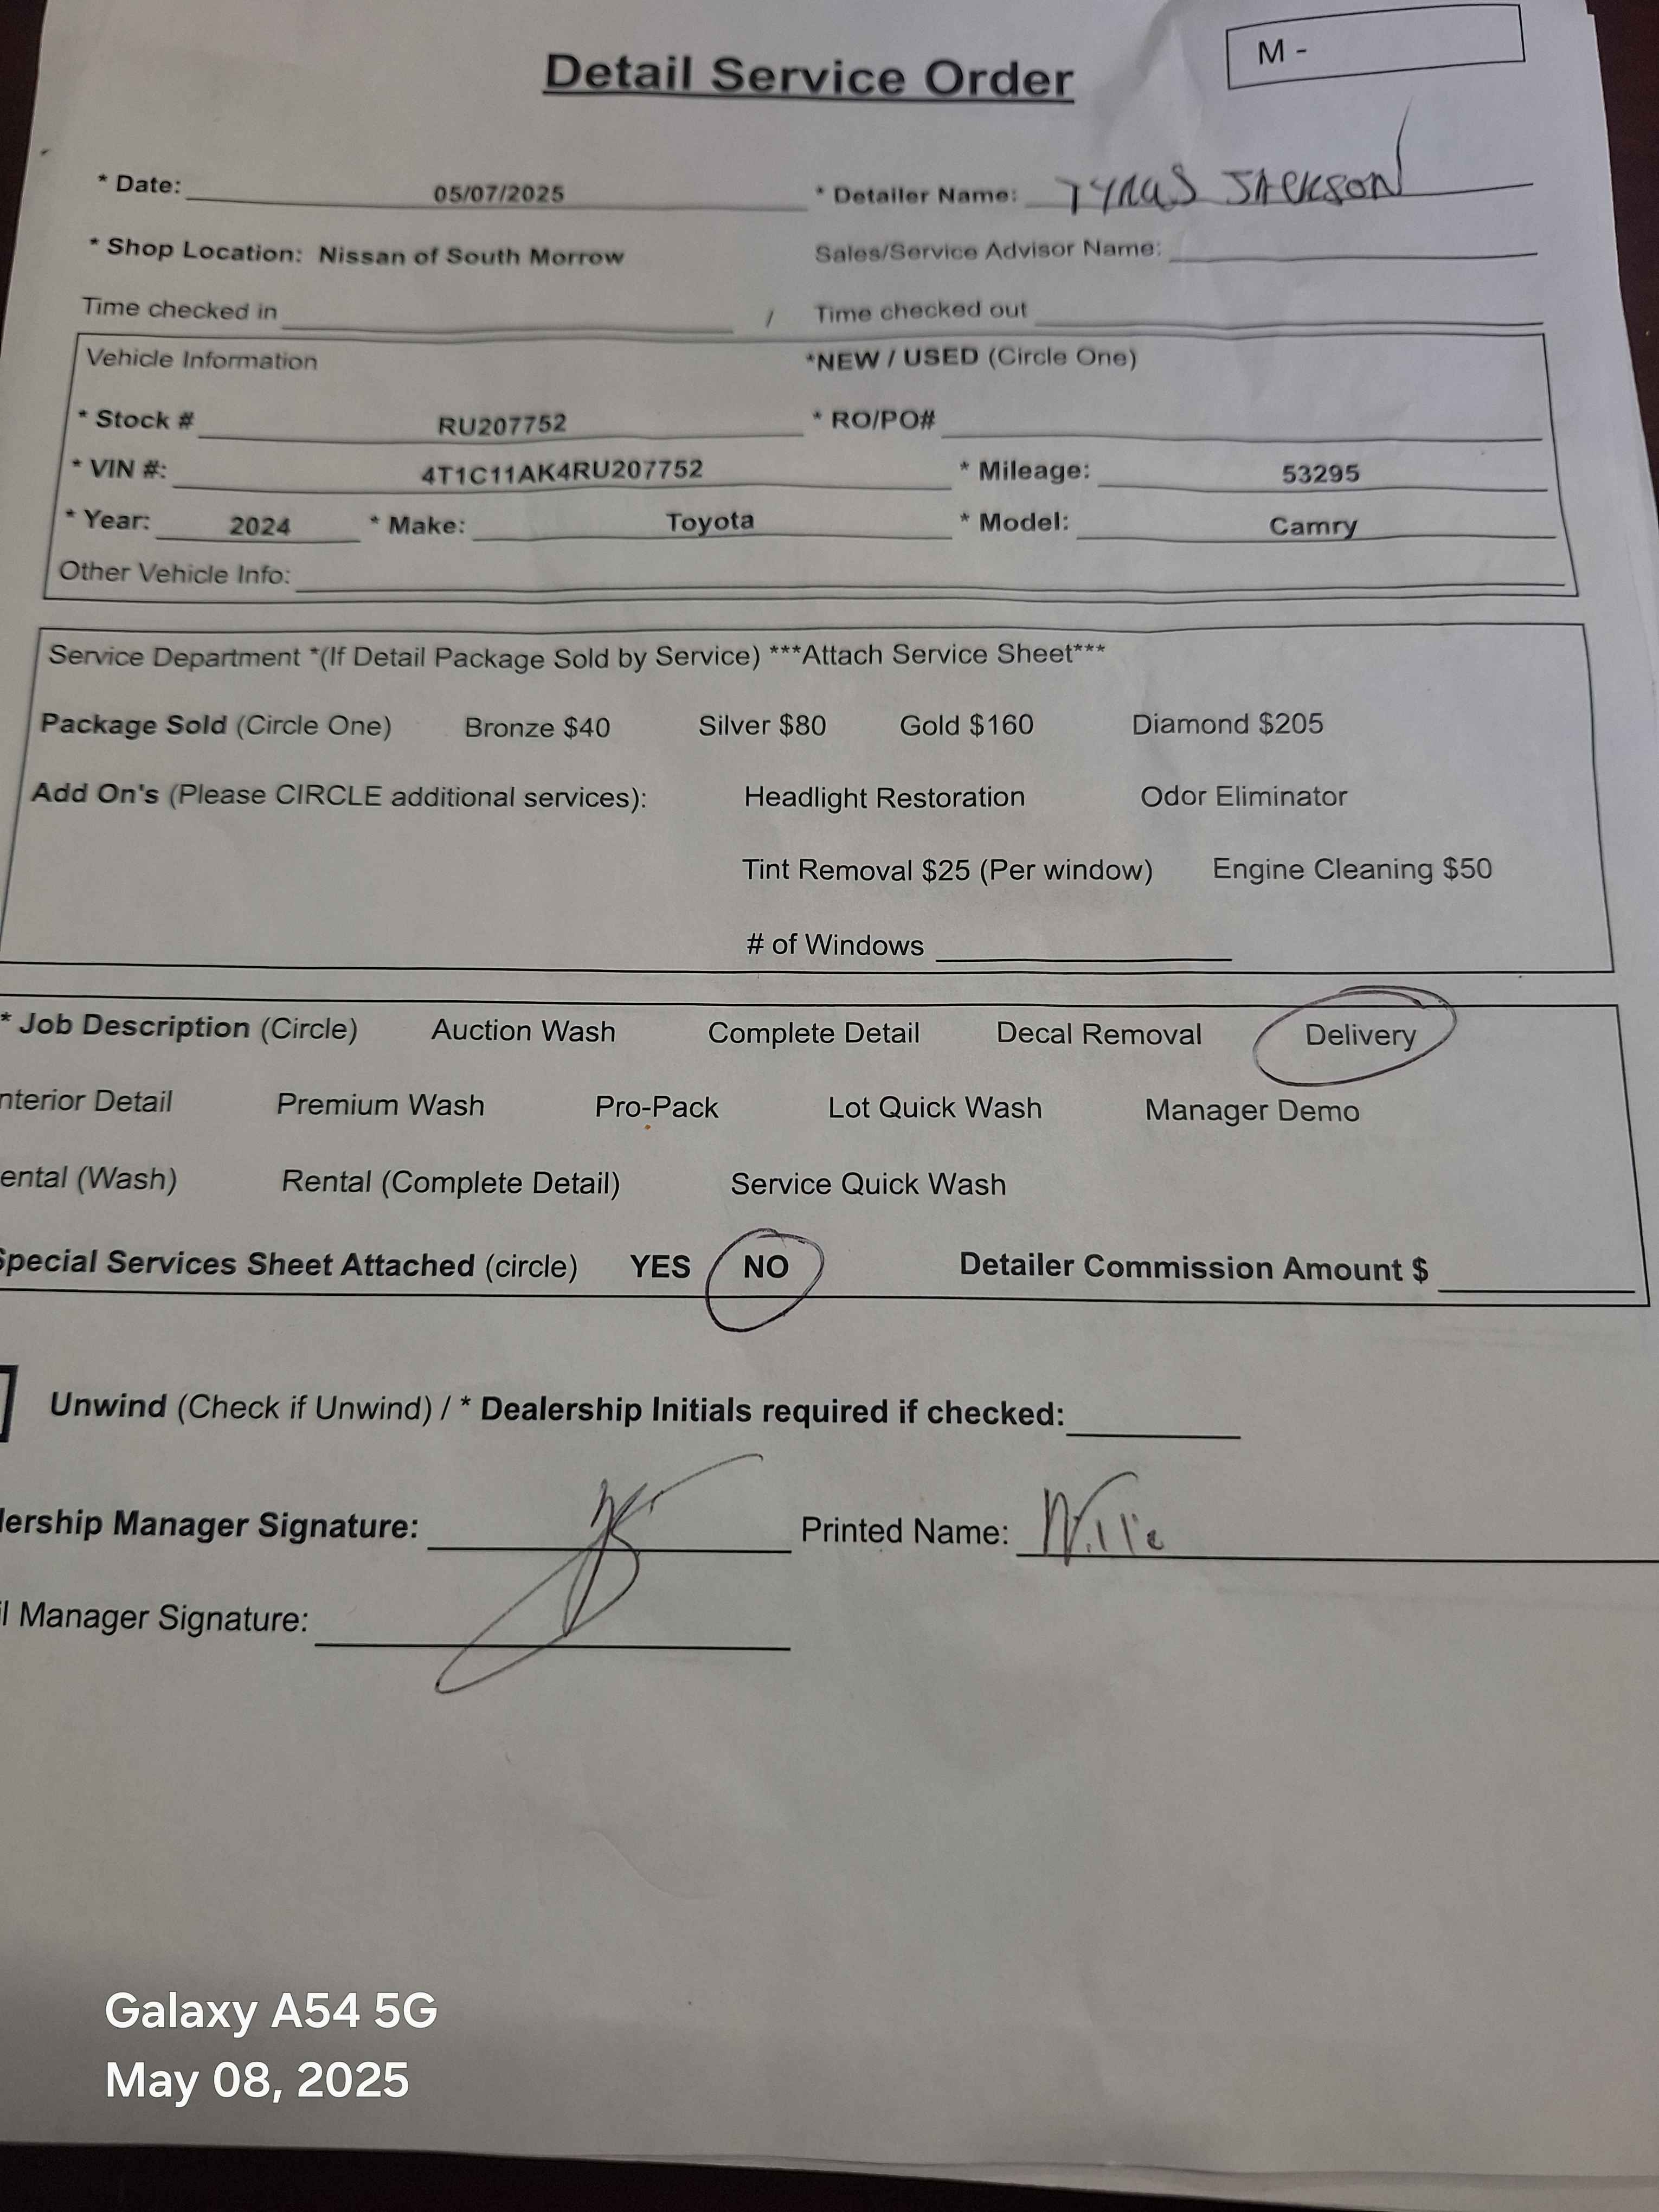 Detail Service Order
M -
* Date: 05/07/2025 * Detailer Name: Tyras Jackson
* Shop Location: Nissan of South Morrow Sales/Service Advisor Name:
Time checked in / Time checked out
Vehicle Information *NEW / USED (Circle One)
* Stock # RU207752 * RO/PO#
* VIN #: 4T1C11AK4RU207752 * Mileage: 53295
* Year: 2024 * Make: Toyota * Model: Camry
Other Vehicle Info:
Service Department *(If Detail Package Sold by Service) ***Attach Service Sheet***
Package Sold (Circle One) Bronze $40 Silver $80 Gold $160 Diamond $205
Add On's (Please CIRCLE additional services): Headlight Restoration Odor Eliminator
Tint Removal $25 (Per window) Engine Cleaning $50
# of Windows
* Job Description (Circle) Auction Wash Complete Detail Decal Removal Delivery
nterior Detail Premium Wash Pro-Pack Lot Quick Wash Manager Demo
ental (Wash) Rental (Complete Detail) Service Quick Wash
Special Services Sheet Attached (circle) YES NO Detailer Commission Amount $
Unwind (Check if Unwind) / * Dealership Initials required if checked:
lership Manager Signature: Printed Name: Willie
il Manager Signature:
Galaxy A54 5G
May 08, 2025